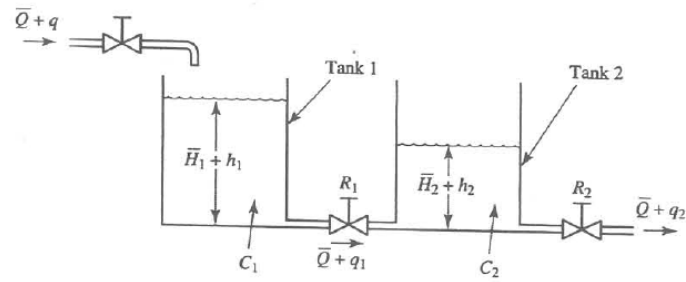 Q̅ + q
Tank 1
Tank 2
H̅₁ + h₁
R₁
H̅₂ + h₂
R₂
Q̅ + q₂
C₁
Q̅ + q₁
C₂